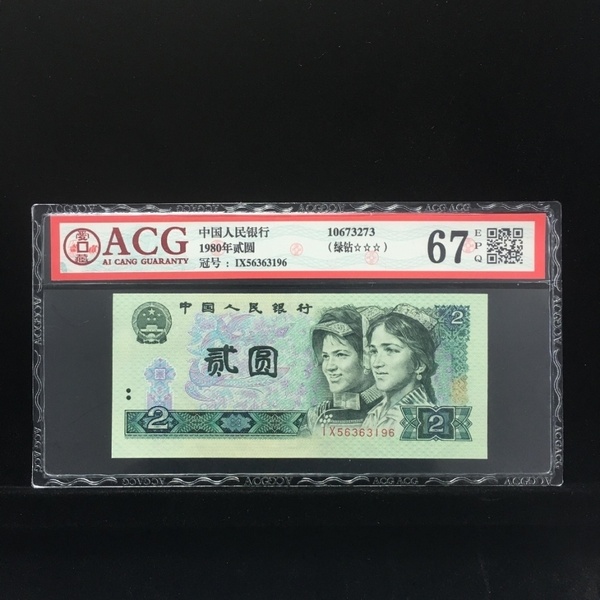 ACG
AI CANG GUARANTY
中国人民银行
1980年贰圆
冠号：IX56363196
10673273
（绿钻☆☆☆）
67
EPQ
中国人民银行
贰圆
2
2
2
IX56363196